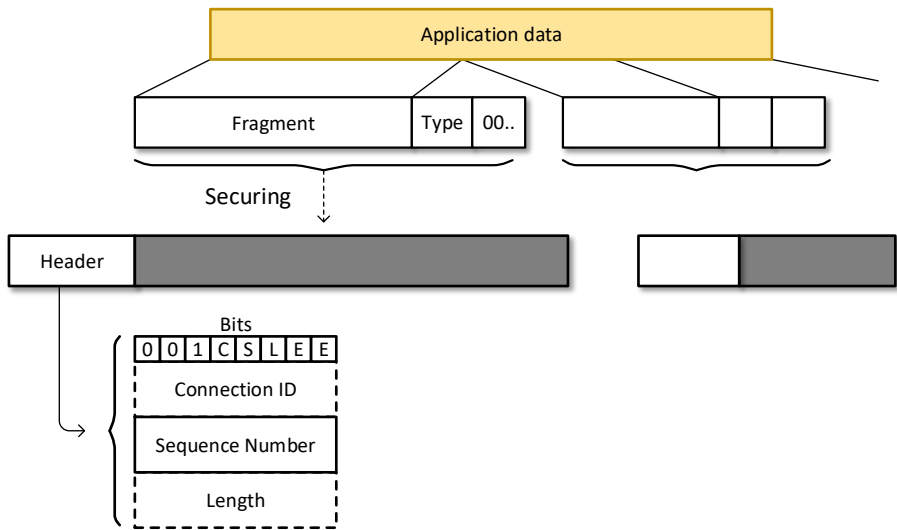 Application data
Fragment Type 00..
Securing
Header
Bits
0 0 1 C S L E E
Connection ID
Sequence Number
Length